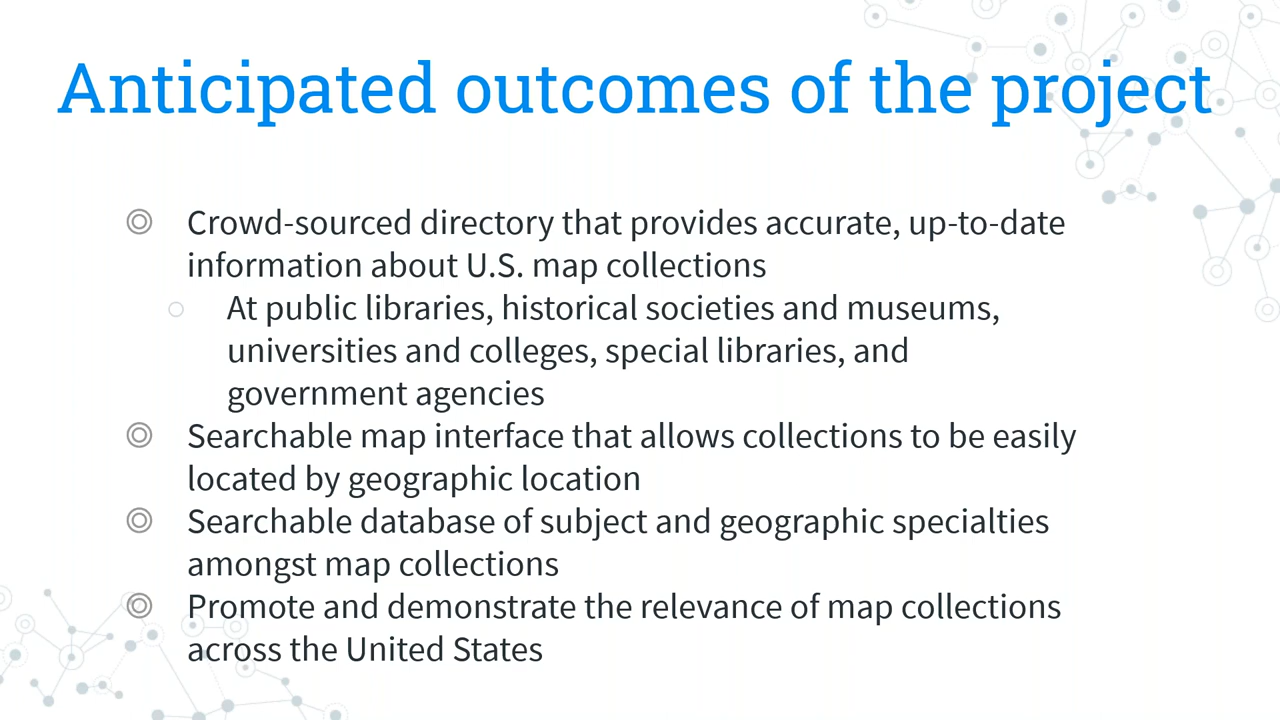 Anticipated outcomes of the project
Crowd-sourced directory that provides accurate, up-to-date
information about U.S. map collections
At public libraries, historical societies and museums,
universities and colleges, special libraries, and
government agencies
Searchable map interface that allows collections to be easily
located by geographic location
Searchable database of subject and geographic specialties
amongst map collections
Promote and demonstrate the relevance of map collections
across the United States